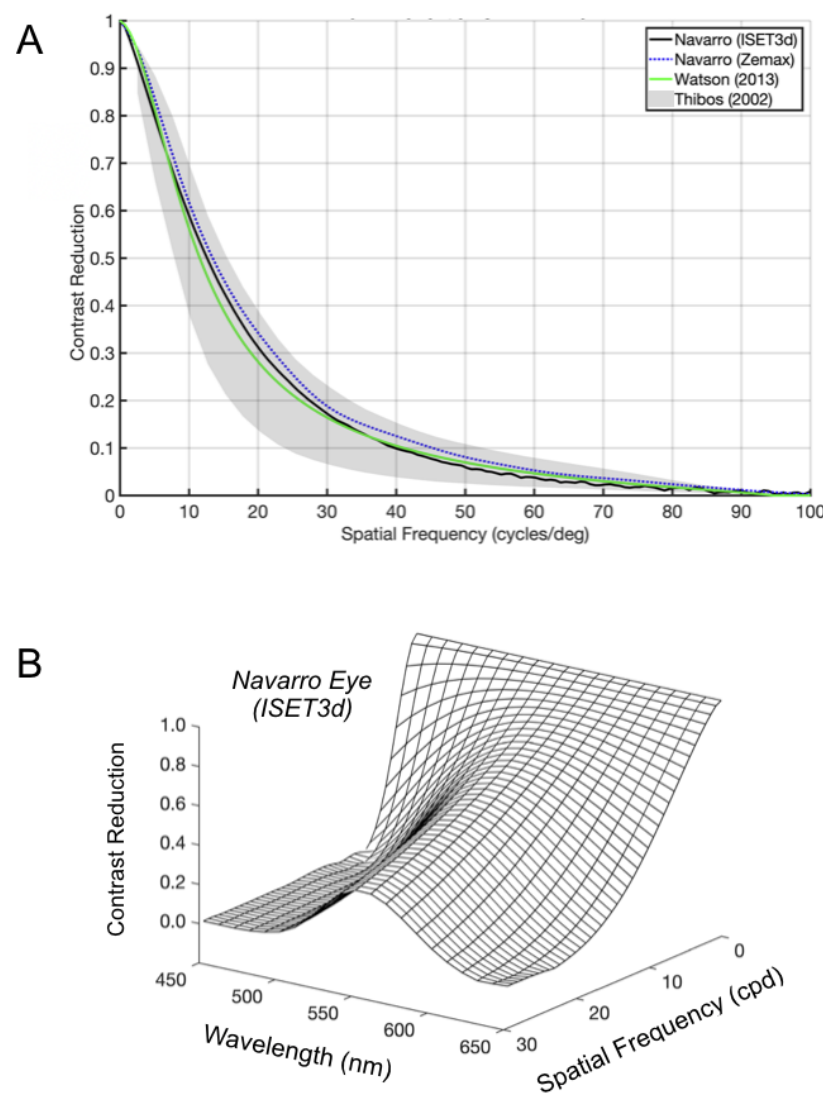 A
1
0.9
0.8
0.7
0.6
0.5
0.4
0.3
0.2
0.1
0
Contrast Reduction
Navarro (ISET3d)
Navarro (Zemax)
Watson (2013)
Thibos (2002)
0 10 20 30 40 50 60 70 80 90 100
Spatial Frequency (cycles/deg)
B
Navarro Eye
(ISET3d)
1.0
0.8
0.6
0.4
0.2
0.0
Contrast Reduction
450
500
550
600
650
Wavelength (nm)
0
10
20
30
Spatial Frequency (cpd)